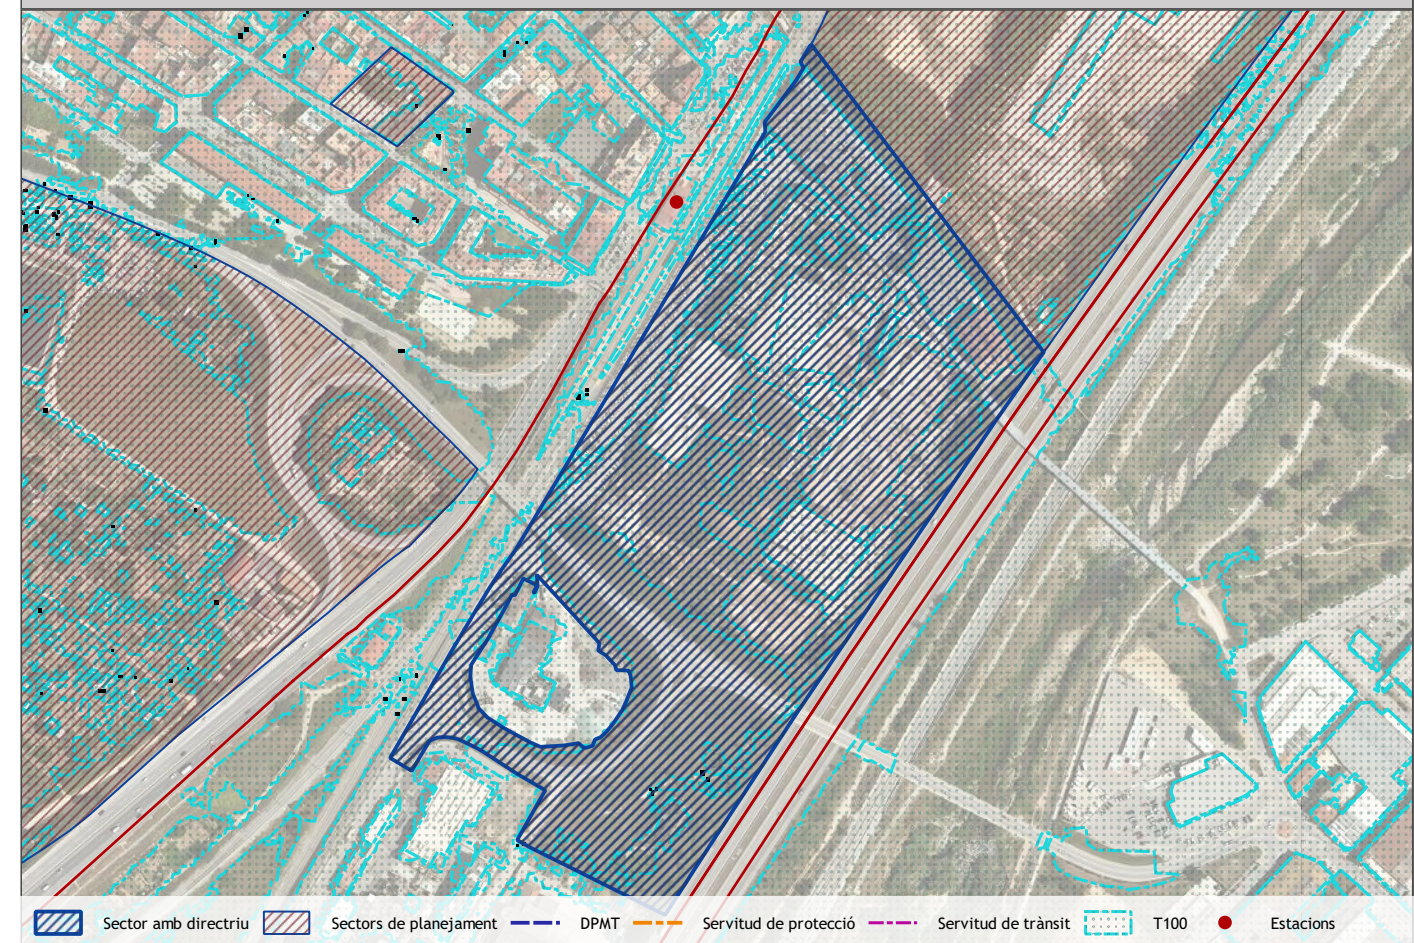 Sector amb directriu
Sectors de planejament
DPMT
Servitud de protecció
Servitud de trànsit
T100
Estacions